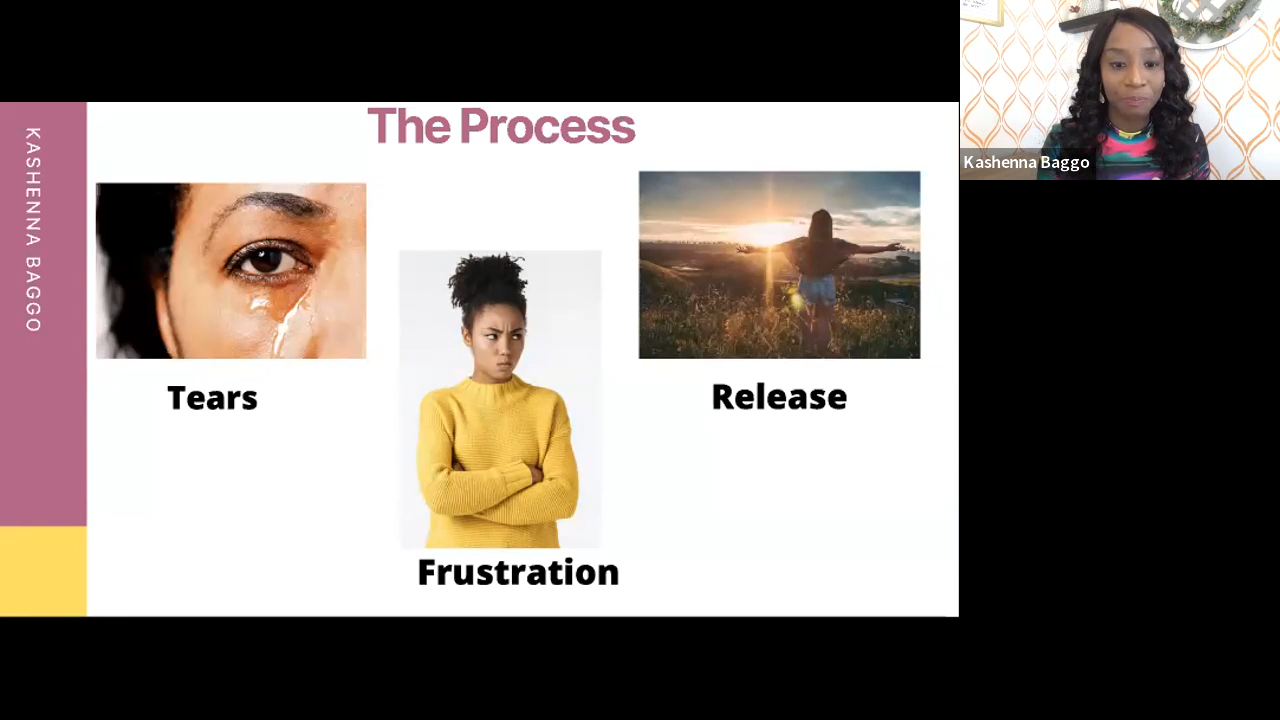 The Process
KASHENNA BAGGO
Tears
Frustration
Release
Kashenna Baggo